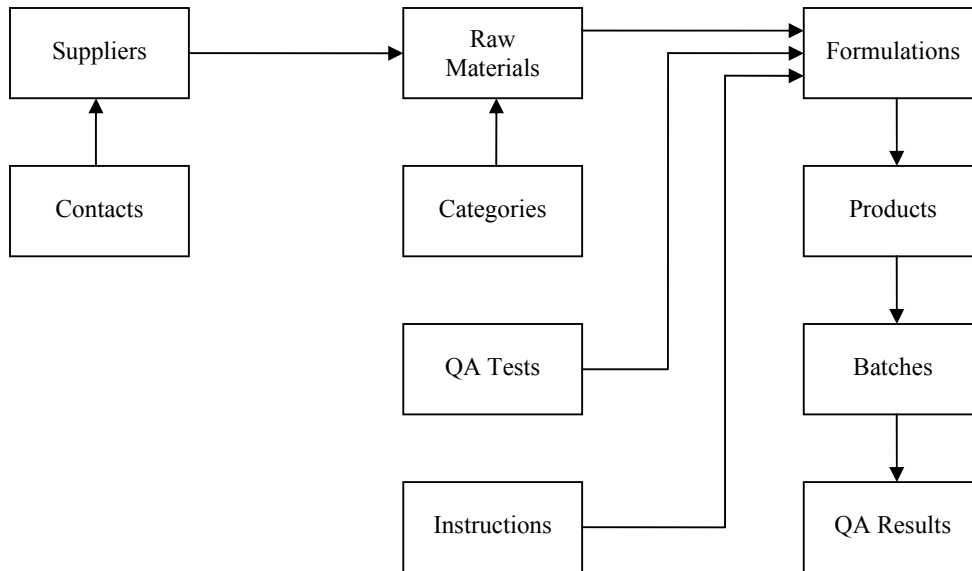 Suppliers
Raw
Materials
Formulations
Contacts
Categories
Products
QA Tests
Batches
Instructions
QA Results